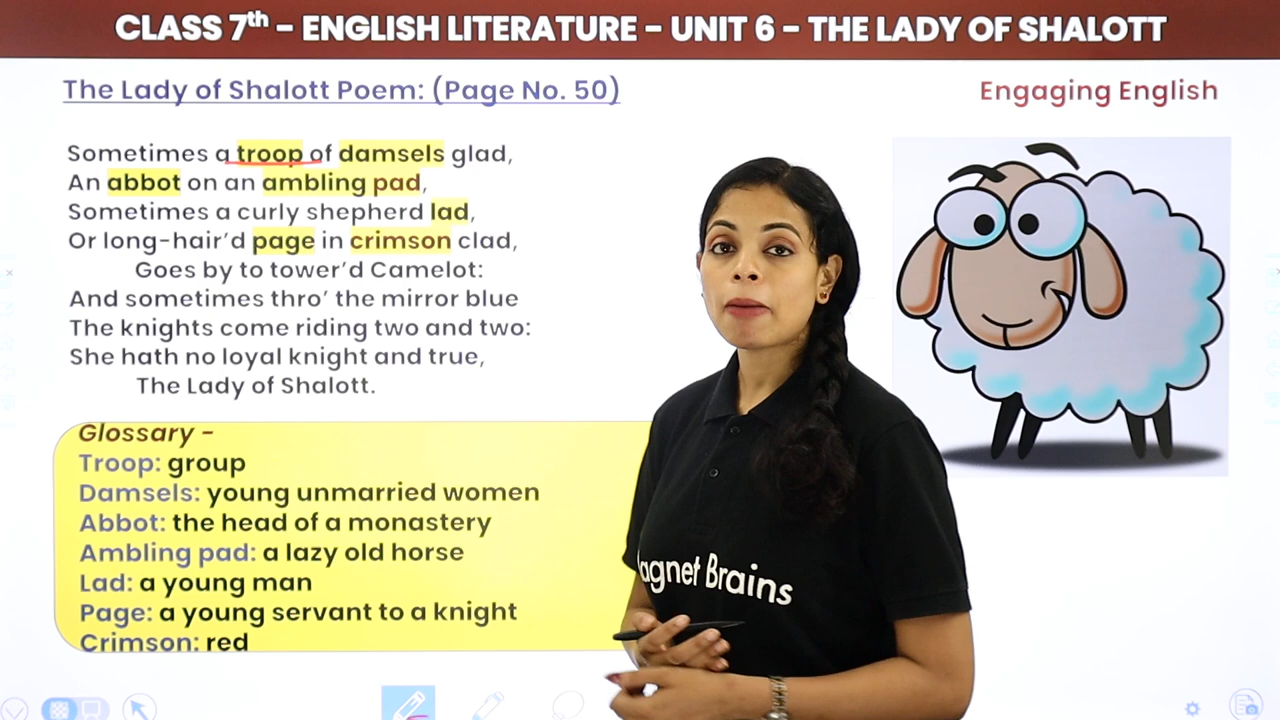 CLASS 7th – ENGLISH LITERATURE – UNIT 6 – THE LADY OF SHALOTT
The Lady of Shalott Poem: (Page No. 50)
Engaging English
Sometimes a troop of damsels glad,
An abbot on an ambling pad,
Sometimes a curly shepherd lad,
Or long-hair’d page in crimson clad,
Goes by to tower’d Camelot:
And sometimes thro’ the mirror blue
The knights come riding two and two:
She hath no loyal knight and true,
The Lady of Shalott.
Glossary –
Troop: group
Damsels: young unmarried women
Abbot: the head of a monastery
Ambling pad: a lazy old horse
Lad: a young man
Page: a young servant to a knight
Crimson: red
agnet Brains